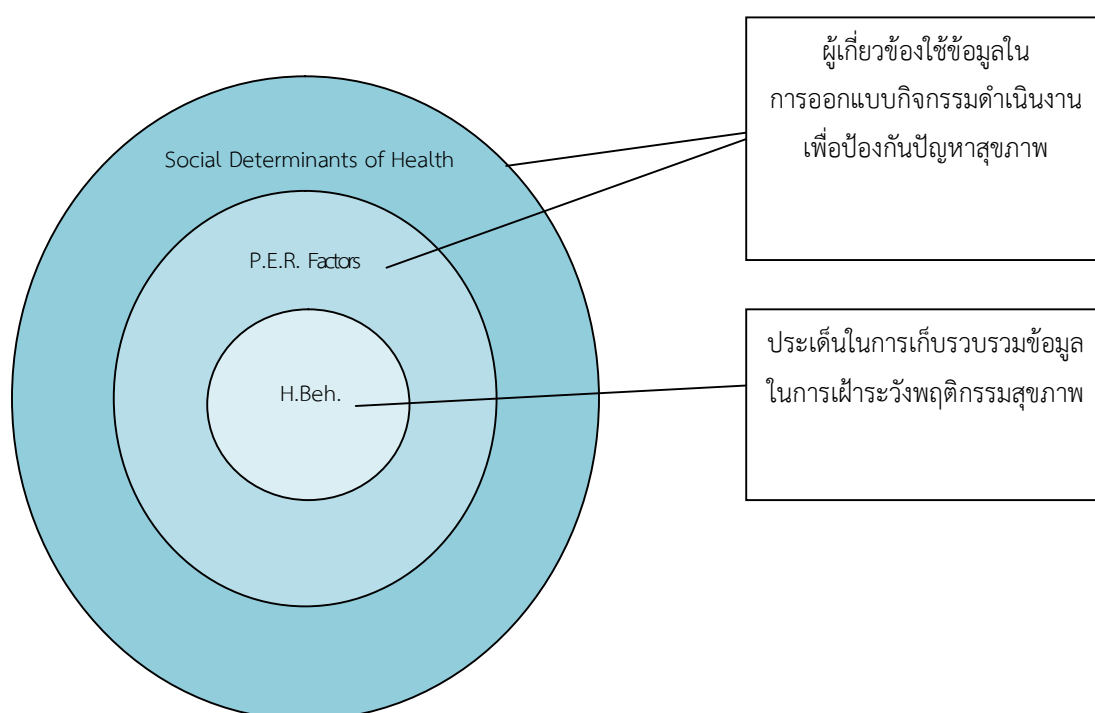 ผู้เกี่ยวข้องใช้ข้อมูลใน
การออกแบบกิจกรรมดำเนินงาน
เพื่อป้องกันปัญหาสุขภาพ
Social Determinants of Health
P.E.R. Factors
H.Beh.
ประเด็นในการเก็บรวบรวมข้อมูล
ในการเฝ้าระวังพฤติกรรมสุขภาพ